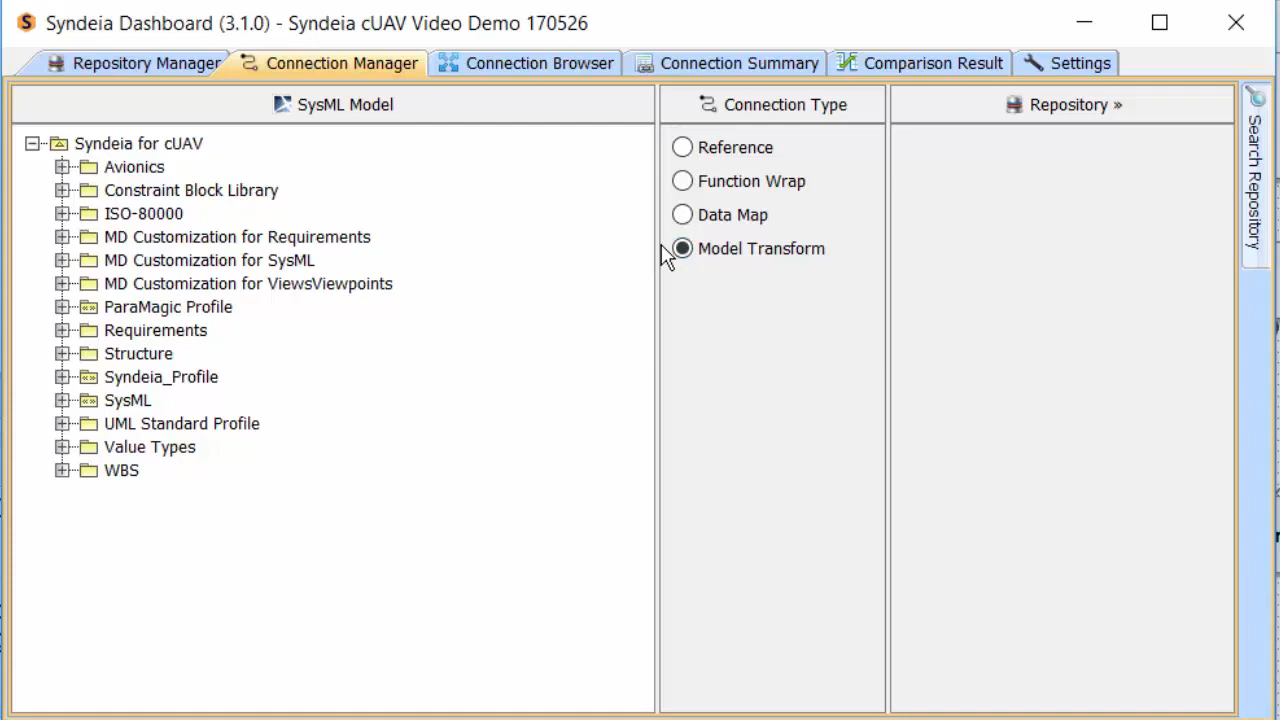 Syndeia Dashboard (3.1.0) - Syndeia cUAV Video Demo 170526
Repository Manager
Connection Manager
Connection Browser
Connection Summary
Comparison Result
Settings
SysML Model
Connection Type
Repository »
Syndeia for cUAV
Avionics
Constraint Block Library
ISO-80000
MD Customization for Requirements
MD Customization for SysML
MD Customization for ViewsViewpoints
ParaMagic Profile
Requirements
Structure
Syndeia_Profile
SysML
UML Standard Profile
Value Types
WBS
Reference
Function Wrap
Data Map
Model Transform
Search Repository